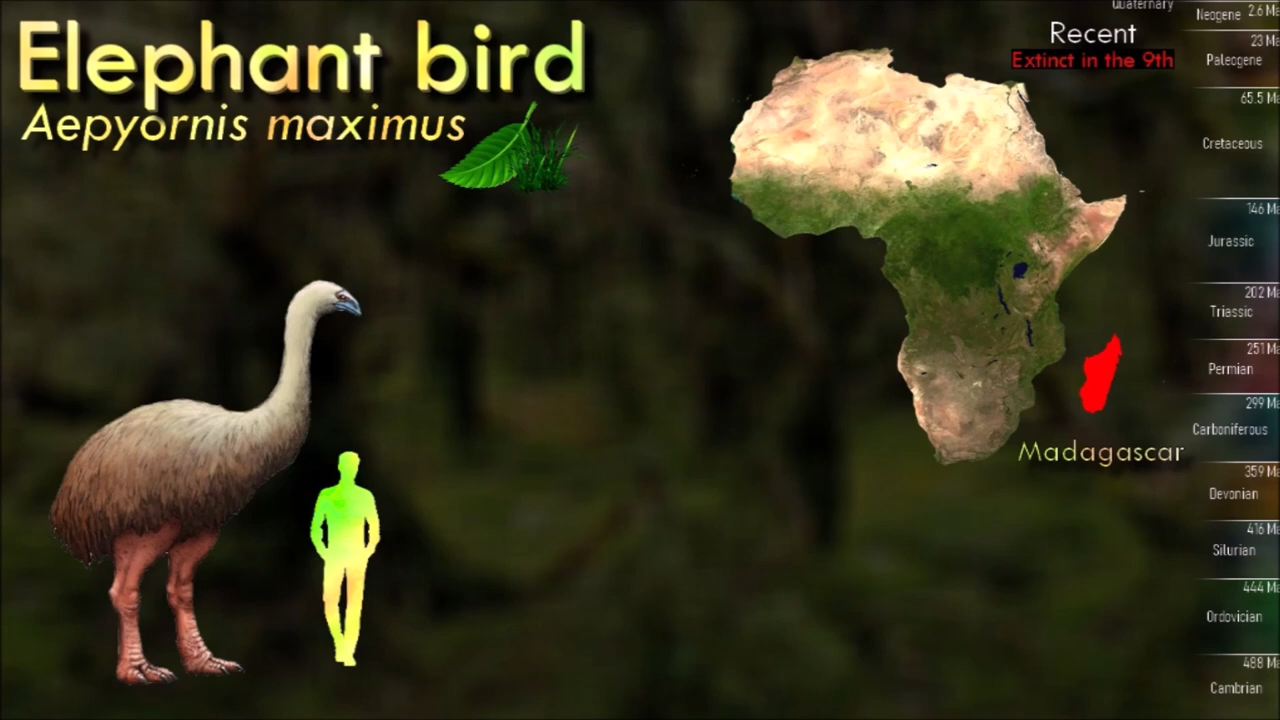 Elephant bird
Aepyornis maximus
Recent
Extinct in the 9th
Madagascar
Quaternary
2.6 Ma
Neogene
23 Ma
Paleogene
65.5 Ma
Cretaceous
146 Ma
Jurassic
202 Ma
Triassic
251 Ma
Permian
299 Ma
Carboniferous
359 Ma
Devonian
416 Ma
Silurian
444 Ma
Ordovician
488 Ma
Cambrian